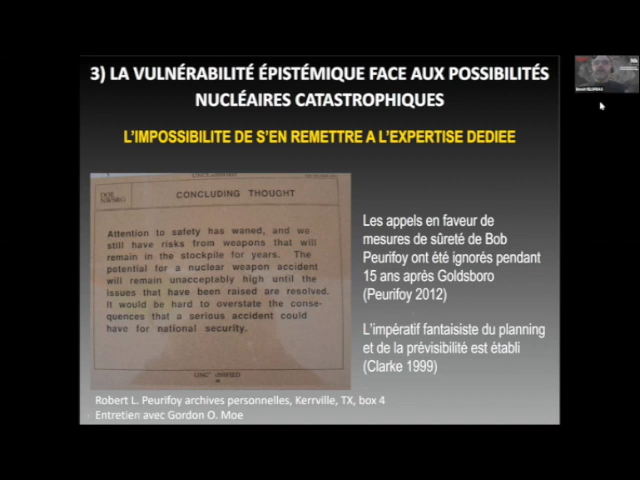 3) LA VULNÉRABILITÉ ÉPISTÉMIQUE FACE AUX POSSIBILITÉS
NUCLÉAIRES CATASTROPHIQUES
L'IMPOSSIBILITE DE S'EN REMETTRE A L'EXPERTISE DEDIEE
CONCLUDING THOUGHT
Attention to safety has waned, and we
still have risks from weapons that will
remain in the stockpile for years. The
potential for a nuclear weapon accident
will remain unacceptably high until the
issues that have been raised are resolved.
It would be hard to overstate the conse-
quences that a serious accident could
have for national security.
Les appels en faveur de
mesures de sûreté de Bob
Peurifoy ont été ignorés pendant
15 ans après Goldsboro
(Peurifoy 2012)
L'impératif fantaisiste du planning
et de la prévisibilité est établi
(Clarke 1999)
Robert L. Peurifoy archives personnelles, Kerrville, TX, box 4
Entretien avec Gordon O. Moe